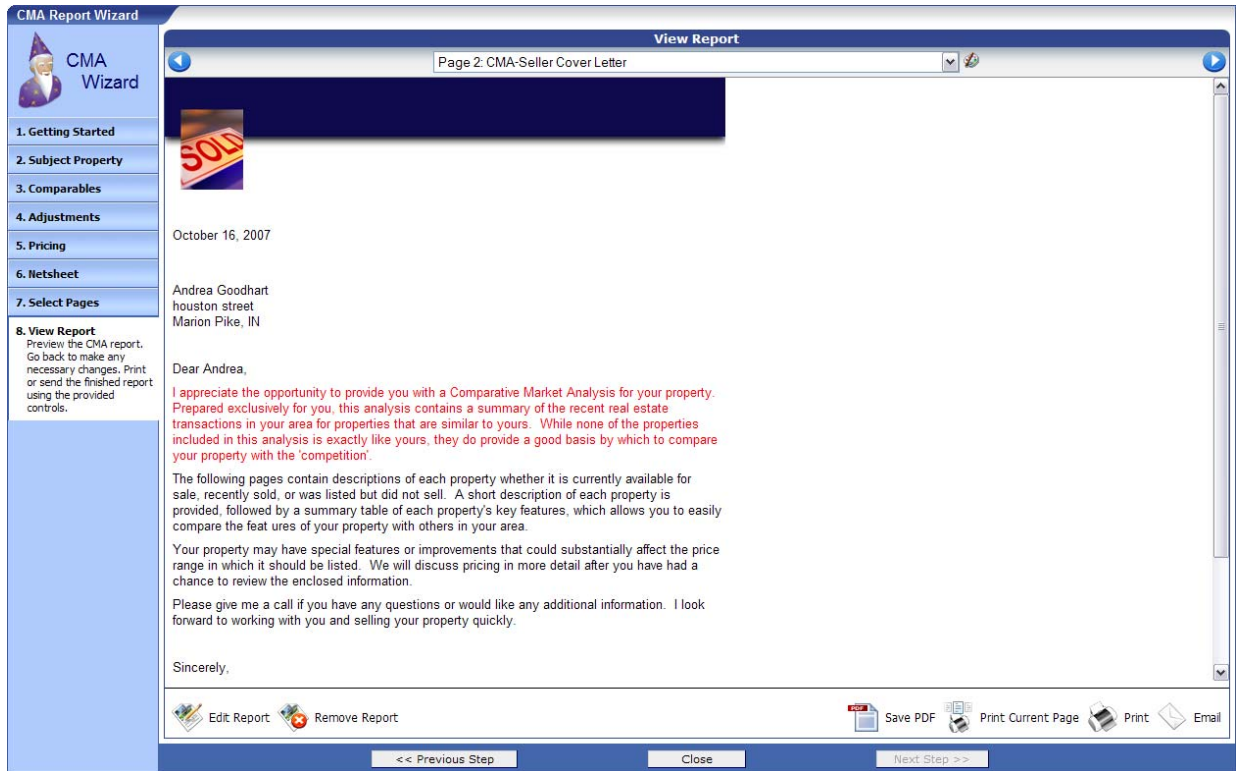 CMA Report Wizard
CMA
Wizard
1. Getting Started
2. Subject Property
3. Comparables
4. Adjustments
5. Pricing
6. Netsheet
7. Select Pages
8. View Report
Preview the CMA report.
Go back to make any
necessary changes. Print
or send the finished report
using the provided
controls.
View Report
Page 2: CMA-Seller Cover Letter
SOLD
October 16, 2007
Andrea Goodhart
houston street
Marion Pike, IN
Dear Andrea,
I appreciate the opportunity to provide you with a Comparative Market Analysis for your property.
Prepared exclusively for you, this analysis contains a summary of the recent real estate
transactions in your area for properties that are similar to yours.  While none of the properties
included in this analysis is exactly like yours, they do provide a good basis by which to compare
your property with the 'competition'.
The following pages contain descriptions of each property whether it is currently available for
sale, recently sold, or was listed but did not sell.  A short description of each property is
provided, followed by a summary table of each property's key features, which allows you to easily
compare the feat ures of your property with others in your area.
Your property may have special features or improvements that could substantially affect the price
range in which it should be listed.  We will discuss pricing in more detail after you have had a
chance to review the enclosed information.
Please give me a call if you have any questions or would like any additional information.  I look
forward to working with you and selling your property quickly.
Sincerely,
Edit Report
Remove Report
PDF
Save PDF
Print Current Page
Print
Email
<< Previous Step
Close
Next Step >>